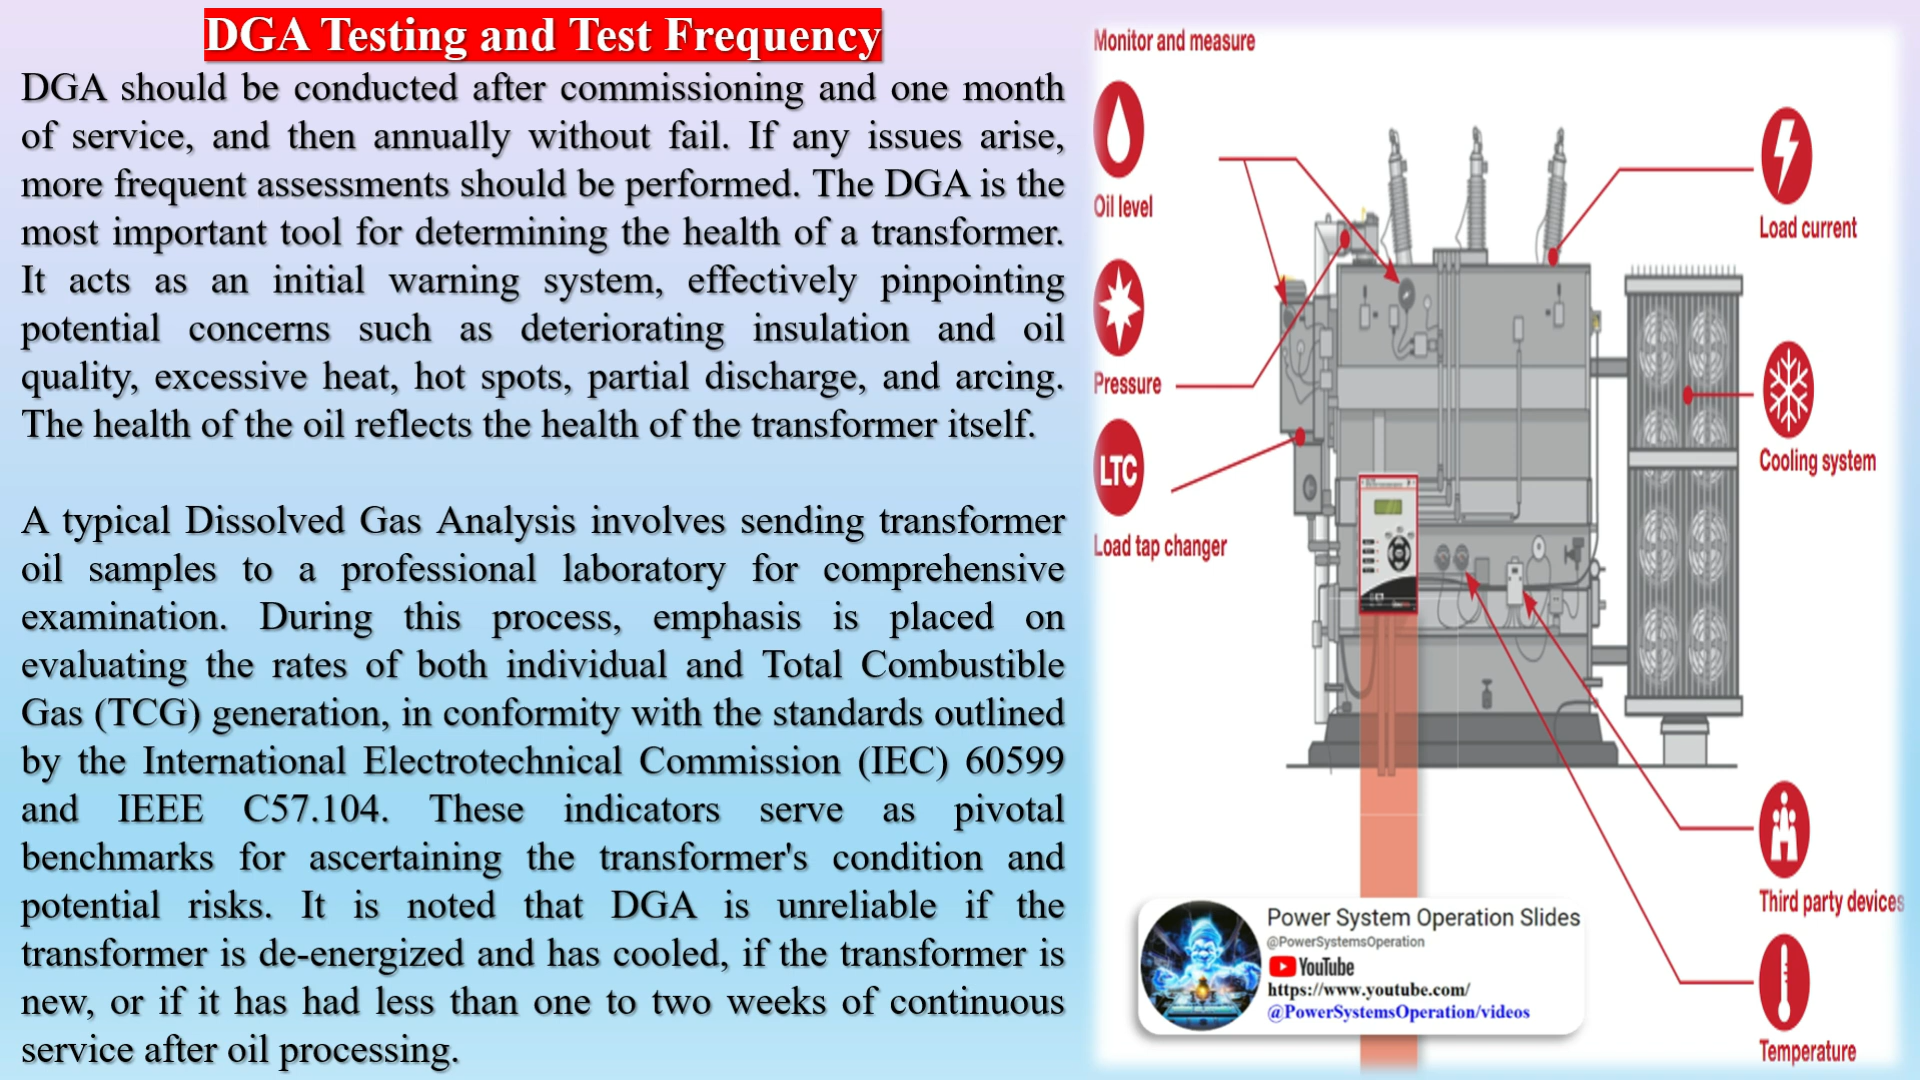 DGA Testing and Test Frequency
DGA should be conducted after commissioning and one month
of service, and then annually without fail. If any issues arise,
more frequent assessments should be performed. The DGA is the
most important tool for determining the health of a transformer.
It acts as an initial warning system, effectively pinpointing
potential concerns such as deteriorating insulation and oil
quality, excessive heat, hot spots, partial discharge, and arcing.
The health of the oil reflects the health of the transformer itself.
A typical Dissolved Gas Analysis involves sending transformer
oil samples to a professional laboratory for comprehensive
examination. During this process, emphasis is placed on
evaluating the rates of both individual and Total Combustible
Gas (TCG) generation, in conformity with the standards outlined
by the International Electrotechnical Commission (IEC) 60599
and IEEE C57.104. These indicators serve as pivotal
benchmarks for ascertaining the transformer's condition and
potential risks. It is noted that DGA is unreliable if the
transformer is de-energized and has cooled, if the transformer is
new, or if it has had less than one to two weeks of continuous
service after oil processing.
Monitor and measure
Oil level
Pressure
LTC
Load tap changer
Load current
Cooling system
Third party devices
Temperature
Power System Operation Slides
@PowerSystemsOperation
YouTube
https://www.youtube.com/
@PowerSystemsOperation/videos